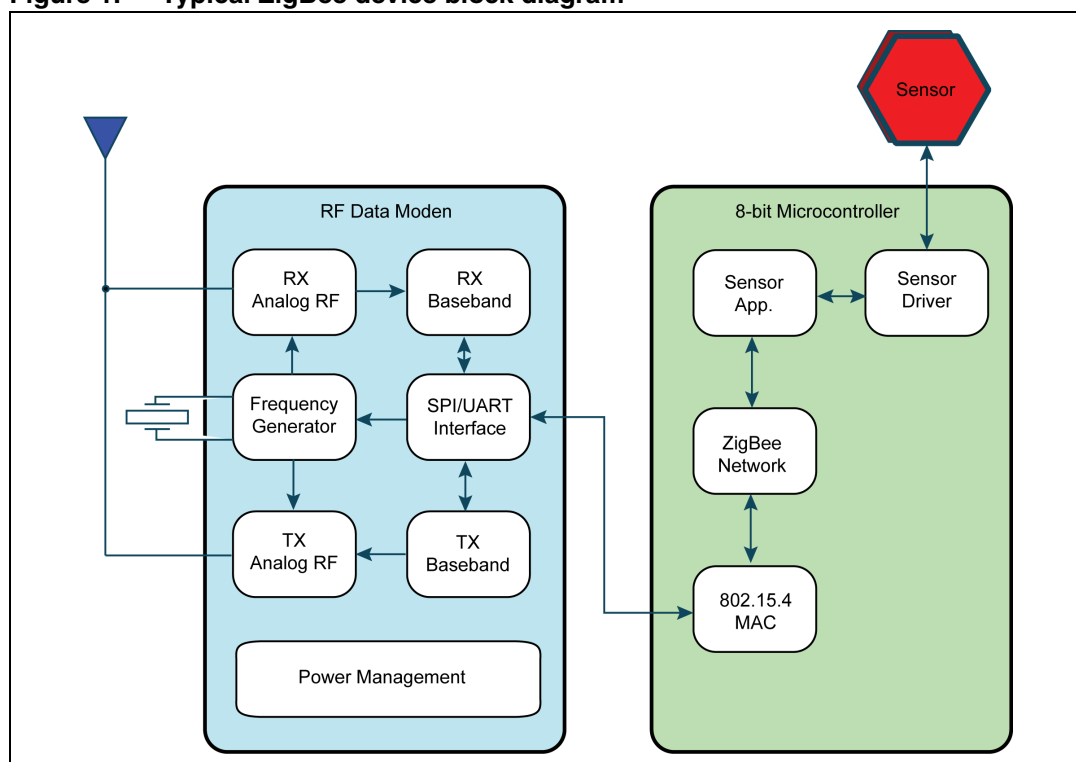 Figure 1. Typical ZigBee device block diagram
Sensor
RF Data Moden
8-bit Microcontroller
RX
Analog RF
RX
Baseband
Sensor
App.
Sensor
Driver
Frequency
Generator
SPI/UART
Interface
ZigBee
Network
TX
Analog RF
TX
Baseband
802.15.4
MAC
Power Management